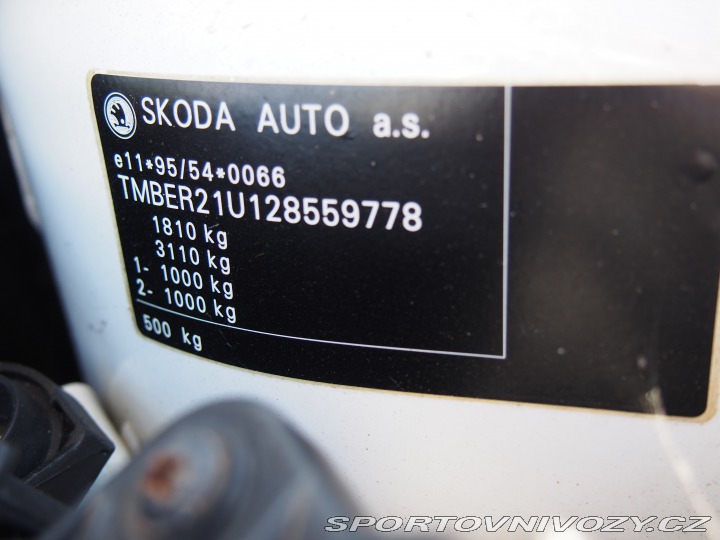 SKODA AUTO a.s.
e11*95/54*0066
TMBER21U128559778
1810 kg
3110 kg
1- 1000 kg
2- 1000 kg
500 kg
SPORTOVNIVOZY.CZ